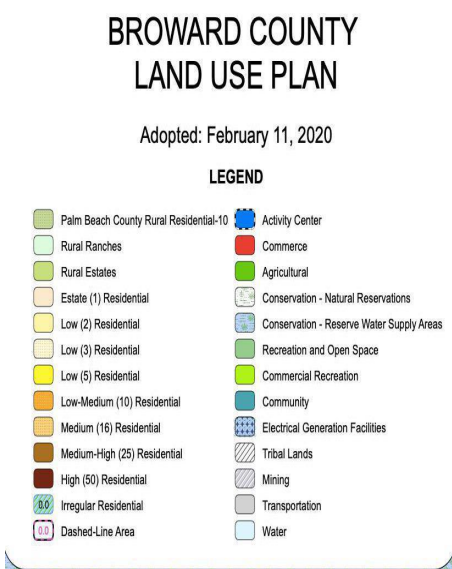 BROWARD COUNTY
LAND USE PLAN
Adopted: February 11, 2020
LEGEND
Palm Beach County Rural Residential-10
Rural Ranches
Rural Estates
Estate (1) Residential
Low (2) Residential
Low (3) Residential
Low (5) Residential
Low-Medium (10) Residential
Medium (16) Residential
Medium-High (25) Residential
High (50) Residential
0.0 Irregular Residential
0.0 Dashed-Line Area
Activity Center
Commerce
Agricultural
Conservation - Natural Reservations
Conservation - Reserve Water Supply Areas
Recreation and Open Space
Commercial Recreation
Community
Electrical Generation Facilities
Tribal Lands
Mining
Transportation
Water